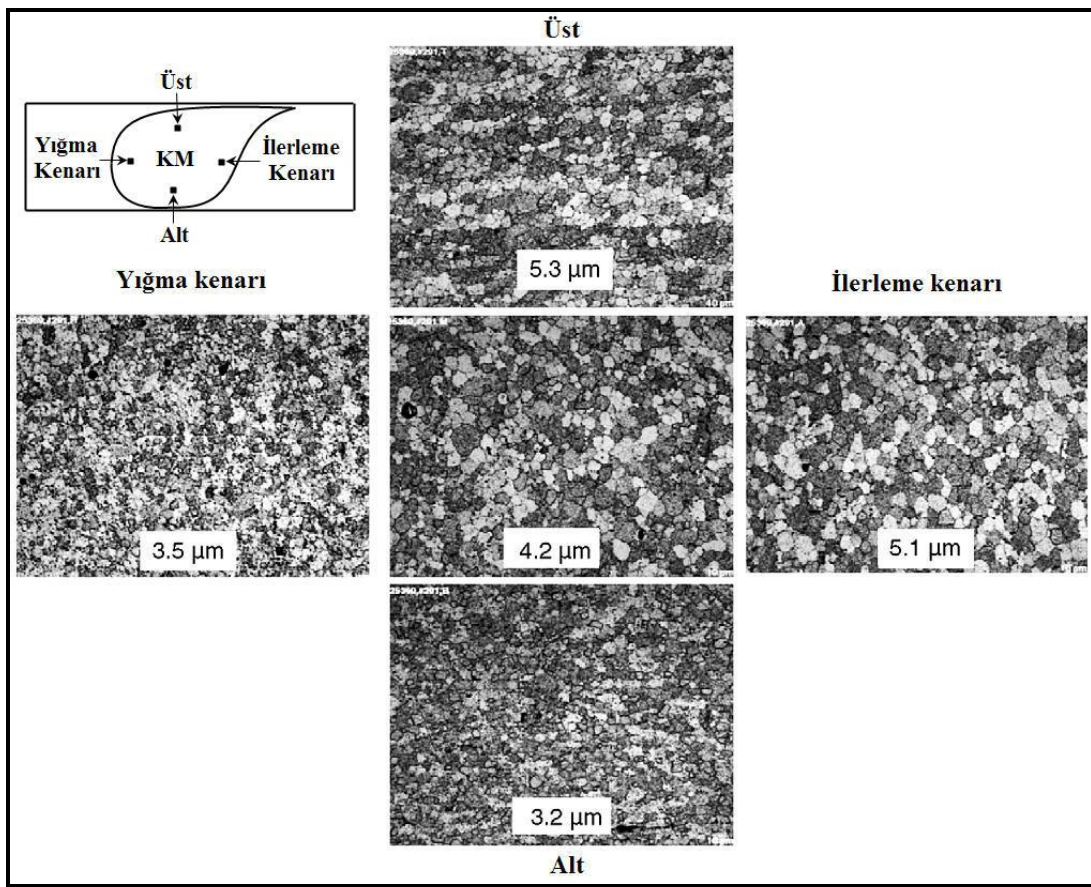 Üst
Üst
Yığma
Kenarı
KM
İlerleme
Kenarı
Alt
5.3 µm
Yığma kenarı
İlerleme kenarı
3.5 µm
4.2 µm
5.1 µm
3.2 µm
Alt